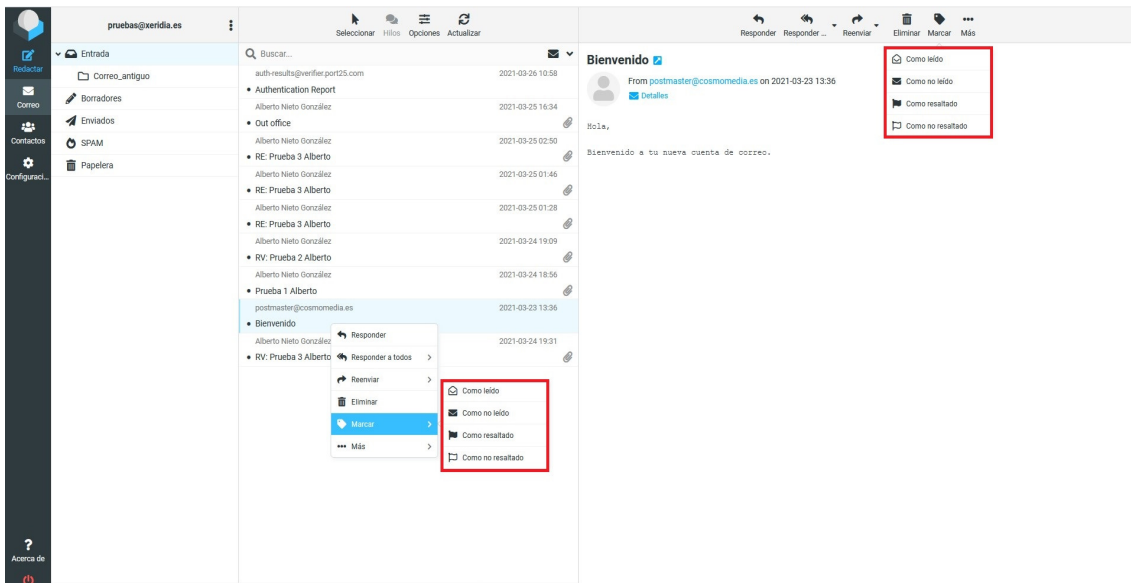 pruebas@xeridia.es
Seleccionar Hilos Opciones Actualizar
Responder Responder ... Reenviar Eliminar Marcar Más
Redactar
Correo
Contactos
Configuraci...
Acerca de
Entrada
Correo_antiguo
Borradores
Enviados
SPAM
Papelera
Buscar...
auth-results@verifier.port25.com 2021-03-26 10:58
Authentication Report
Alberto Nieto González 2021-03-25 16:34
Out office
Alberto Nieto González 2021-03-25 02:50
RE: Prueba 3 Alberto
Alberto Nieto González 2021-03-25 01:46
RE: Prueba 3 Alberto
Alberto Nieto González 2021-03-25 01:28
RE: Prueba 3 Alberto
Alberto Nieto González 2021-03-24 19:09
RV: Prueba 2 Alberto
Alberto Nieto González 2021-03-24 18:56
Prueba 1 Alberto
postmaster@cosmomedia.es 2021-03-23 13:36
Bienvenido
Alberto Nieto González 2021-03-24 19:31
RV: Prueba 3 Alberto
Responder
Responder a todos
Reenviar
Eliminar
Marcar
Más
Como leído
Como no leído
Como resaltado
Como no resaltado
Bienvenido
From postmaster@cosmomedia.es on 2021-03-23 13:36
Detalles
Hola,
Bienvenido a tu nueva cuenta de correo.
Como leído
Como no leído
Como resaltado
Como no resaltado